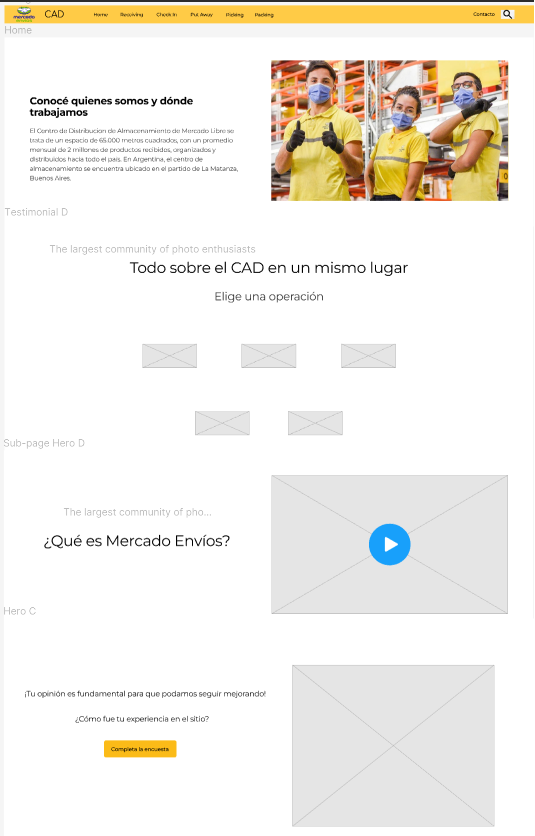 mercado
envíos
CAD
Home
Receiving
Check In
Put Away
Picking
Packing
Contacto
Home
Conocé quienes somos y dónde
trabajamos
El Centro de Distribucion de Almacenamiento de Mercado Libre se
trata de un espacio de 65.000 metros cuadrados, con un promedio
mensual de 2 millones de productos recibidos, organizados y
distribuidos hacia todo el país. En Argentina, el centro de
almacenamiento se encuentra ubicado en el partido de La Matanza,
Buenos Aires.
Testimonial D
The largest community of photo enthusiasts
Todo sobre el CAD en un mismo lugar
Elige una operación
Sub-page Hero D
The largest community of pho...
¿Qué es Mercado Envíos?
Hero C
¡Tu opinión es fundamental para que podamos seguir mejorando!
¿Cómo fue tu experiencia en el sitio?
Completa la encuesta